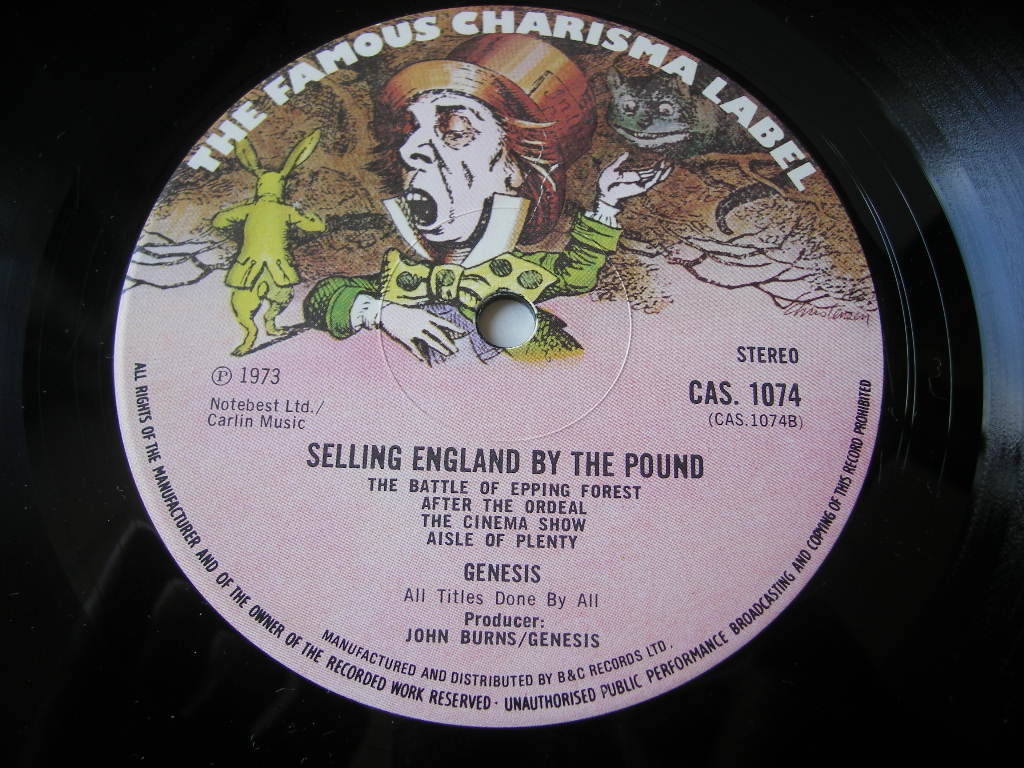 THE FAMOUS CHARISMA LABEL
Christensen
STEREO
CAS. 1074
(CAS.1074B)
Ⓟ 1973
Notebest Ltd./
Carlin Music
SELLING ENGLAND BY THE POUND
THE BATTLE OF EPPING FOREST
AFTER THE ORDEAL
THE CINEMA SHOW
AISLE OF PLENTY
GENESIS
All Titles Done By All
Producer:
JOHN BURNS/GENESIS
MANUFACTURED AND DISTRIBUTED BY B&C RECORDS LTD.
ALL RIGHTS OF THE MANUFACTURER AND OF THE OWNER OF THE RECORDED WORK RESERVED · UNAUTHORISED PUBLIC PERFORMANCE BROADCASTING AND COPYING OF THIS RECORD PROHIBITED